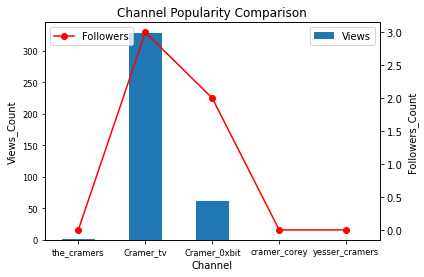 Channel Popularity Comparison
Followers
Views
Views_Count
300
250
200
150
100
50
0
3.0
2.5
2.0
1.5
1.0
0.5
0.0
Followers_Count
the_cramers Cramer_tv Cramer_0xbit cramer_corey yesser_cramers
Channel